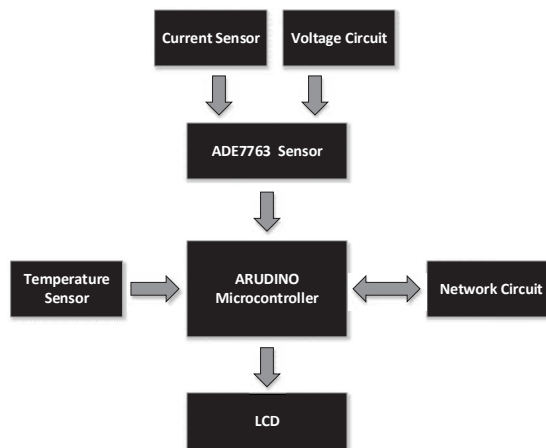 Current Sensor
Voltage Circuit
ADE7763 Sensor
Temperature
Sensor
ARUDINO
Microcontroller
Network Circuit
LCD